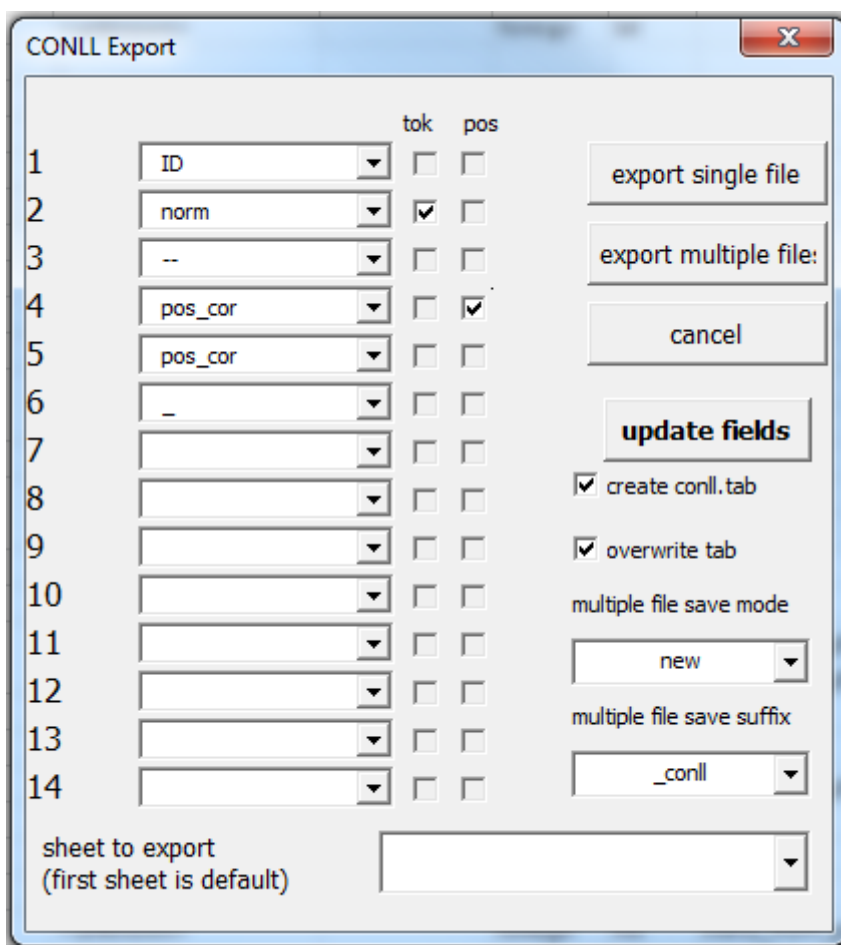 CONLL Export
tok pos
1 ID
2 norm
3 --
4 pos_cor
5 pos_cor
6 _
7
8
9
10
11
12
13
14
export single file
export multiple file:
cancel
update fields
create conll.tab
overwrite tab
multiple file save mode
new
multiple file save suffix
_conll
sheet to export
(first sheet is default)